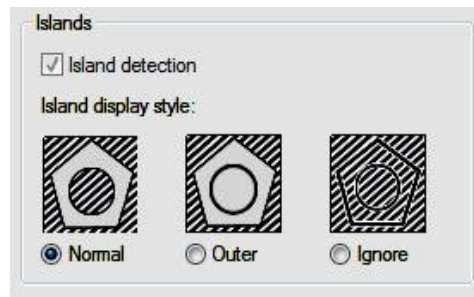 Islands
Island detection
Island display style:
Normal Outer Ignore